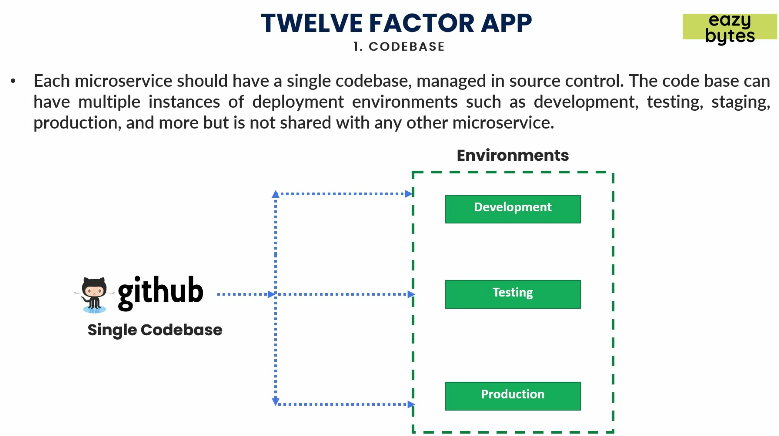 TWELVE FACTOR APP
1. CODEBASE
eazy
bytes
• Each microservice should have a single codebase, managed in source control. The code base can
have multiple instances of deployment environments such as development, testing, staging,
production, and more but is not shared with any other microservice.
Environments
Development
github
Testing
Single Codebase
Production